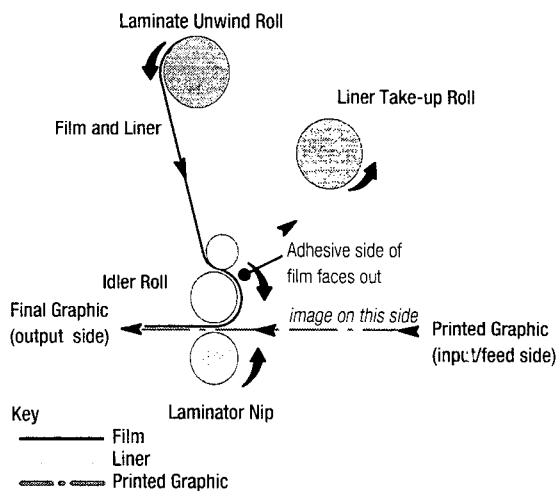 Laminate Unwind Roll
Liner Take-up Roll
Film and Liner
Adhesive side of
film faces out
Idler Roll
Final Graphic
(output side)
image on this side
Printed Graphic
(input/feed side)
Laminator Nip
Key
Film
Liner
Printed Graphic